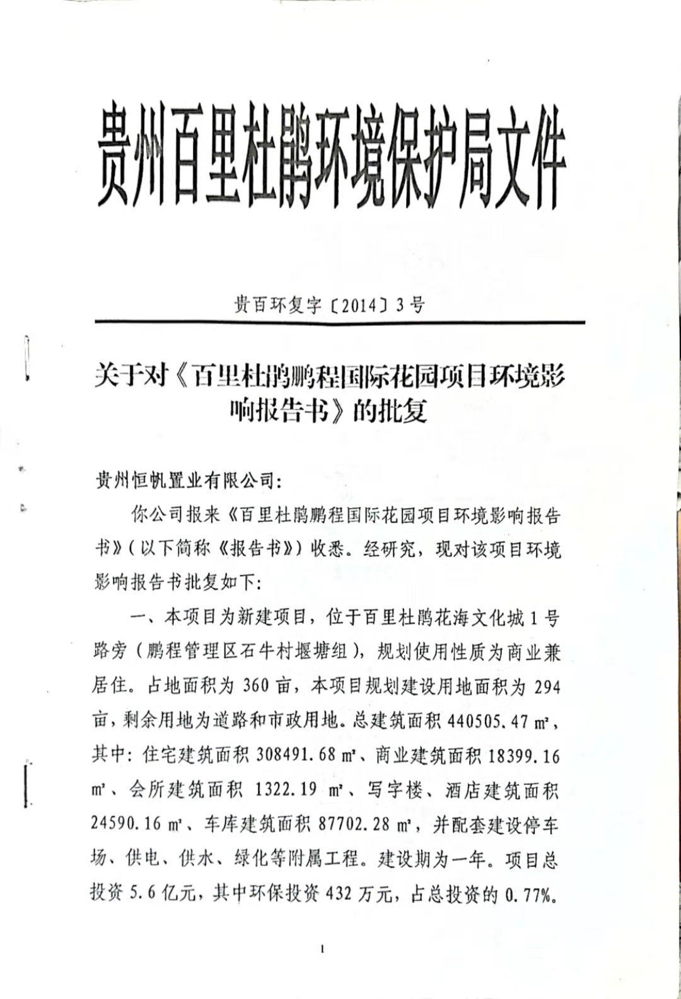 贵州百里杜鹃环境保护局文件
贵百环复字〔2014〕3号
关于对《百里杜鹃鹏程国际花园项目环境影
响报告书》的批复
贵州恒帆置业有限公司：
你公司报来《百里杜鹃鹏程国际花园项目环境影响报告
书》（以下简称《报告书》）收悉。经研究，现对该项目环境
影响报告书批复如下：
一、本项目为新建项目，位于百里杜鹃花海文化城1号
路旁（鹏程管理区石牛村堰塘组），规划使用性质为商业兼
居住。占地面积为360亩，本项目规划建设用地面积为294
亩，剩余用地为道路和市政用地。总建筑面积440505.47㎡，
其中：住宅建筑面积308491.68㎡、商业建筑面积18399.16
㎡、会所建筑面积 1322.19 ㎡、写字楼、酒店建筑面积
24590.16㎡、车库建筑面积87702.28㎡，并配套建设停车
场、供电、供水、绿化等附属工程。建设期为一年。项目总
投资5.6亿元，其中环保投资432万元，占总投资的0.77%。
1